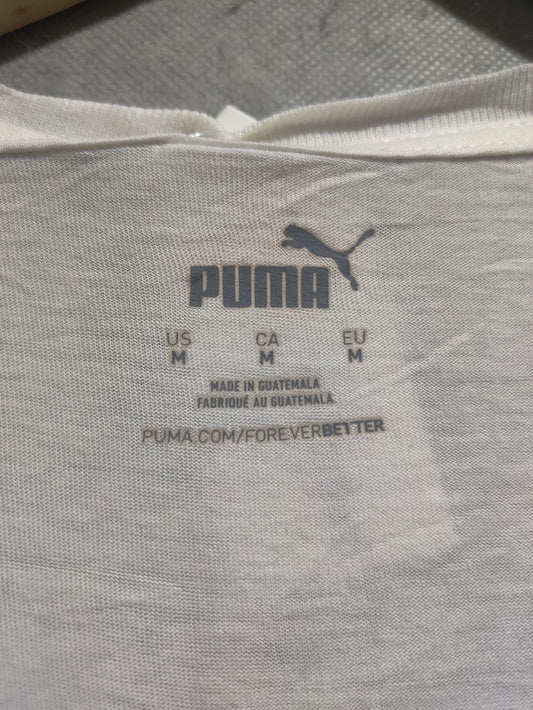 PUMA
US CA EU
M M M
MADE IN GUATEMALA
FABRIQUÉ AU GUATEMALA
PUMA.COM/FOREVERBETTER